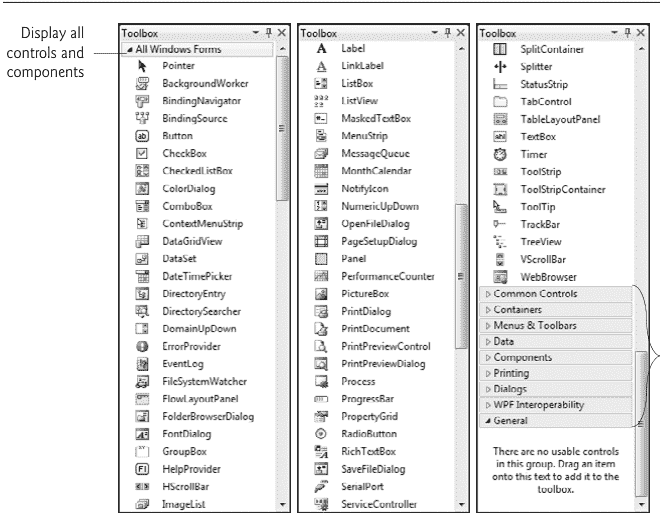 Display all
controls and
components
Toolbox
All Windows Forms
Pointer
BackgroundWorker
BindingNavigator
BindingSource
Button
CheckBox
CheckedListBox
ColorDialog
ComboBox
ContextMenuStrip
DataGridView
DataSet
DateTimePicker
DirectoryEntry
DirectorySearcher
DomainUpDown
ErrorProvider
EventLog
FileSystemWatcher
FlowLayoutPanel
FolderBrowserDialog
FontDialog
GroupBox
HelpProvider
HScrollBar
ImageList
Toolbox
Label
LinkLabel
ListBox
ListView
MaskedTextBox
MenuStrip
MessageQueue
MonthCalendar
NotifyIcon
NumericUpDown
OpenFileDialog
PageSetupDialog
Panel
PerformanceCounter
PictureBox
PrintDialog
PrintDocument
PrintPreviewControl
PrintPreviewDialog
Process
ProgressBar
PropertyGrid
RadioButton
RichTextBox
SaveFileDialog
SerialPort
ServiceController
Toolbox
SplitContainer
Splitter
StatusStrip
TabControl
TableLayoutPanel
TextBox
Timer
ToolStrip
ToolStripContainer
ToolTip
TrackBar
TreeView
VScrollBar
WebBrowser
Common Controls
Containers
Menus & Toolbars
Data
Components
Printing
Dialogs
WPF Interoperability
General
There are no usable controls
in this group. Drag an item
onto this text to add it to the
toolbox.